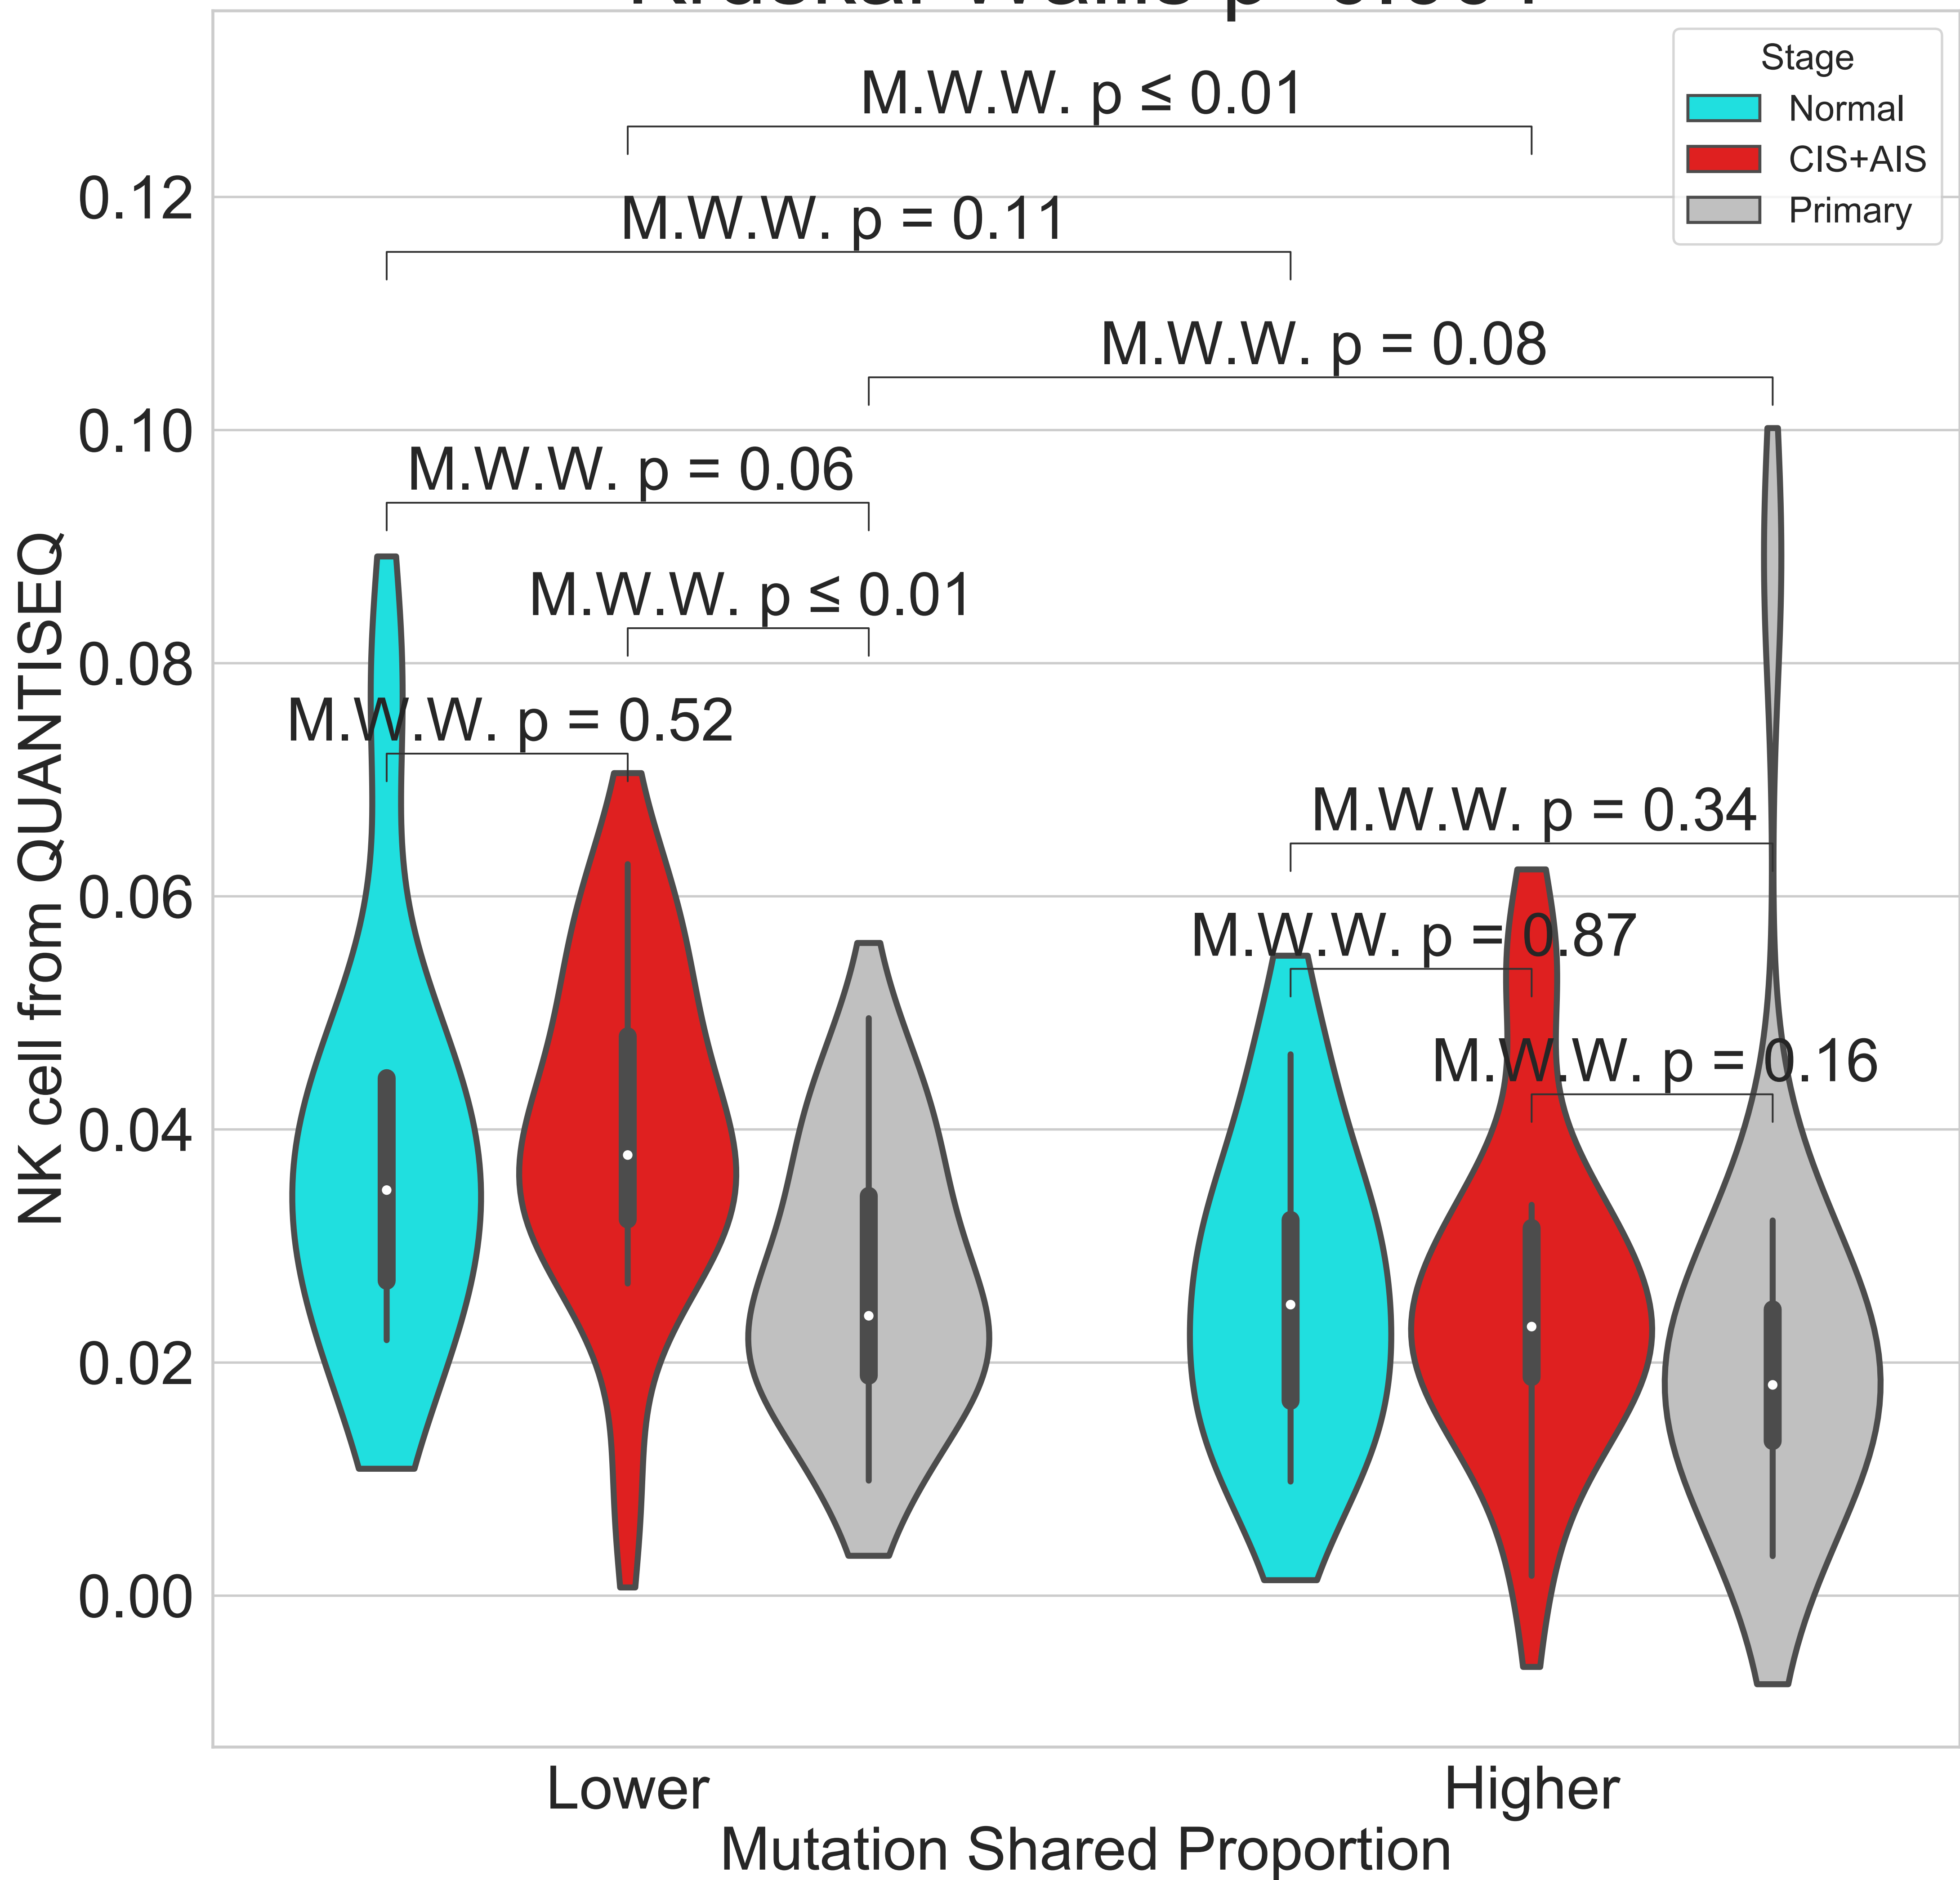 Stage
Normal
CIS+AIS
Primary
M.W.W. p ≤ 0.01
M.W.W. p = 0.11
M.W.W. p = 0.08
M.W.W. p = 0.06
M.W.W. p ≤ 0.01
M.W.W. p = 0.52
M.W.W. p = 0.34
M.W.W. p = 0.87
M.W.W. p = 0.16
0.12
0.10
0.08
0.06
0.04
0.02
0.00
NK cell from QUANTISEQ
Lower
Higher
Mutation Shared Proportion